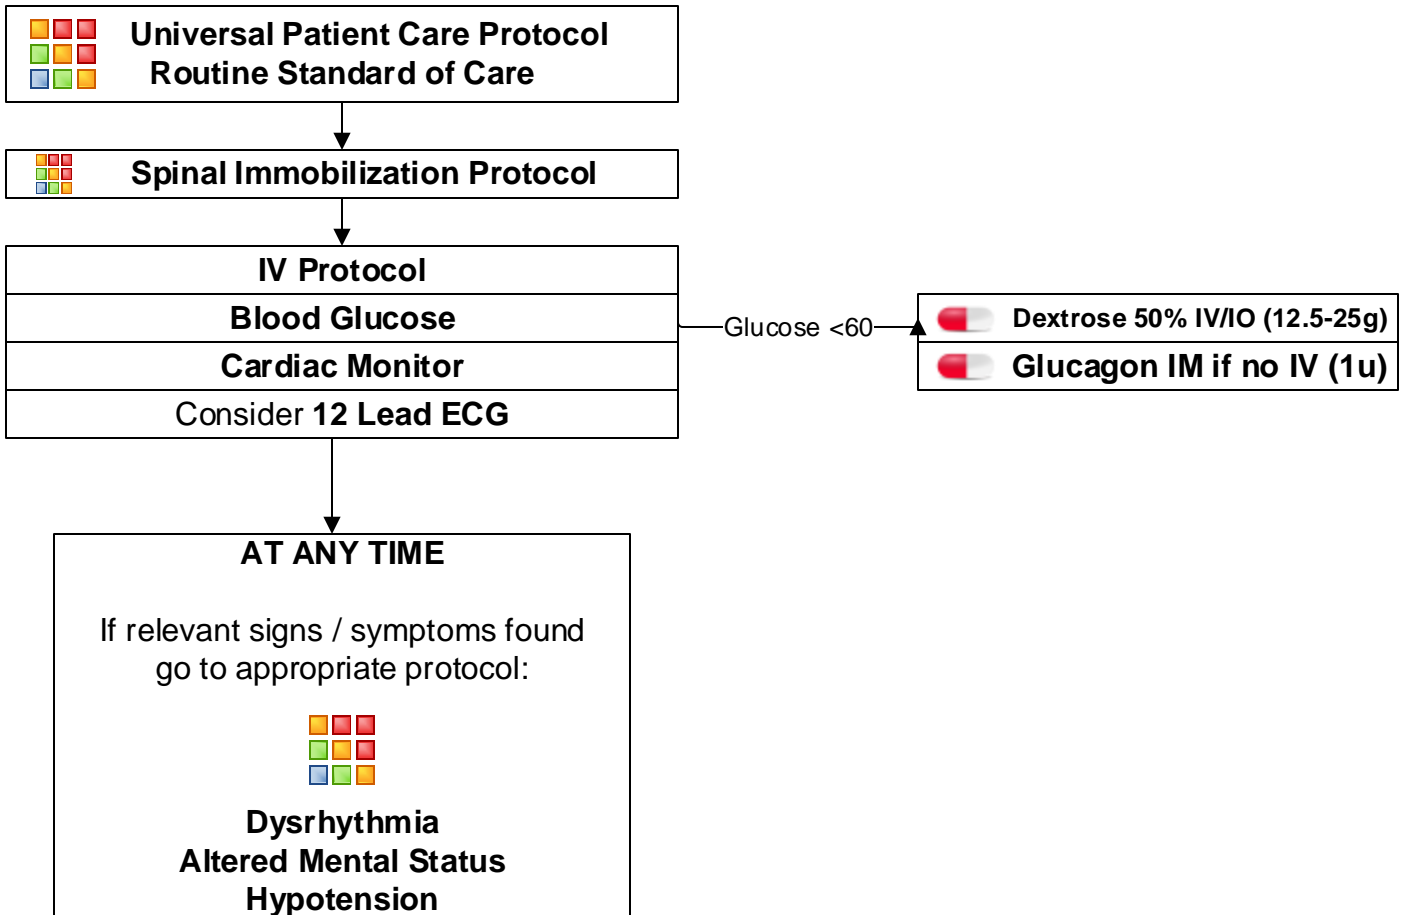 Universal Patient Care Protocol
Routine Standard of Care
Spinal Immobilization Protocol
IV Protocol
Blood Glucose
Cardiac Monitor
Consider 12 Lead ECG
Glucose <60
Dextrose 50% IV/IO (12.5-25g)
Glucagon IM if no IV (1u)
AT ANY TIME
If relevant signs / symptoms found
go to appropriate protocol:
Dysrhythmia
Altered Mental Status
Hypotension